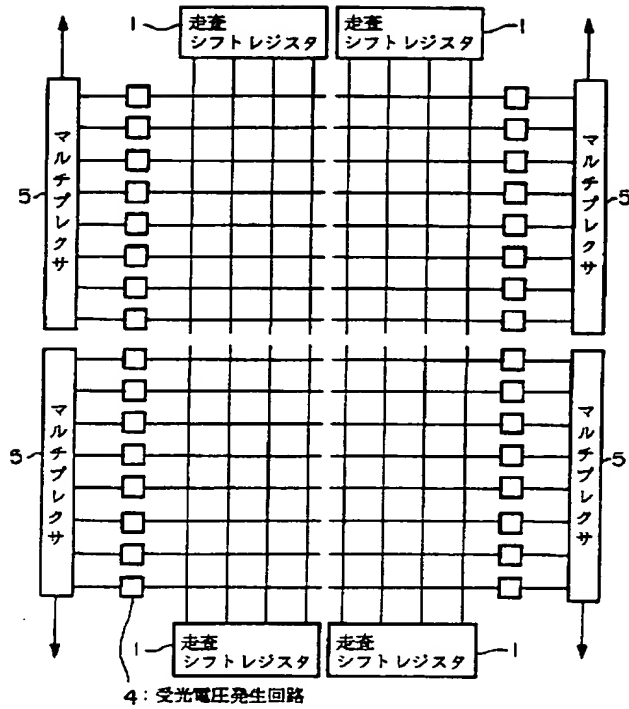 1
走査
シフトレジスタ
走査
シフトレジスタ
1
マルチプレクサ
5
マルチプレクサ
5
マルチプレクサ
5
マルチプレクサ
5
1
走査
シフトレジスタ
走査
シフトレジスタ
1
4：受光電圧発生回路